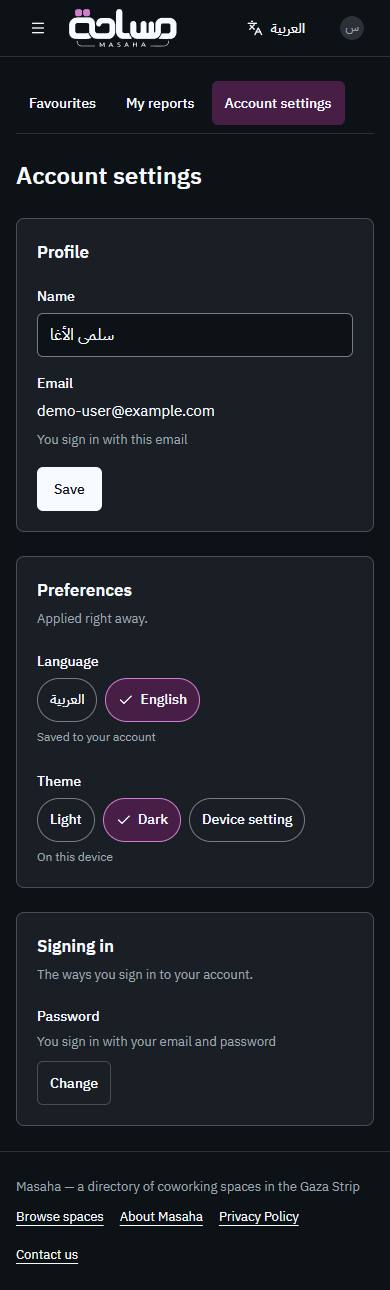 مساحة
MASAHA
العربية
س
Favourites
My reports
Account settings
Account settings
Profile
Name
سلمى الأغا
Email
demo-user@example.com
You sign in with this email
Save
Preferences
Applied right away.
Language
العربية
English
Saved to your account
Theme
Light
Dark
Device setting
On this device
Signing in
The ways you sign in to your account.
Password
You sign in with your email and password
Change
Masaha — a directory of coworking spaces in the Gaza Strip
Browse spaces
About Masaha
Privacy Policy
Contact us